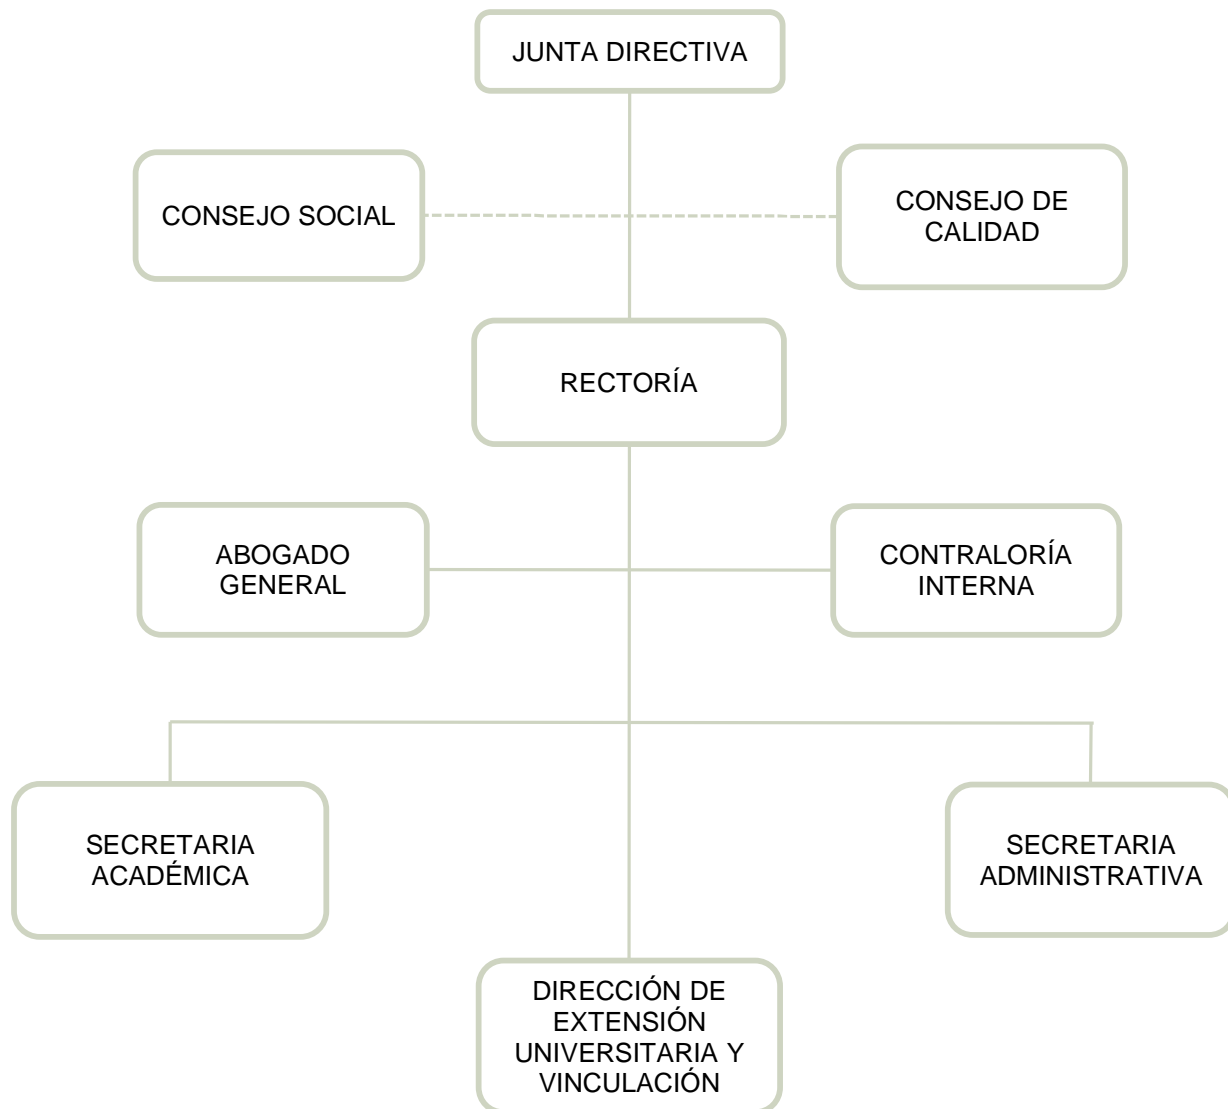 JUNTA DIRECTIVA
CONSEJO SOCIAL
CONSEJO DE
CALIDAD
RECTORÍA
ABOGADO
GENERAL
CONTRALORÍA
INTERNA
SECRETARIA
ACADÉMICA
SECRETARIA
ADMINISTRATIVA
DIRECCIÓN DE
EXTENSIÓN
UNIVERSITARIA Y
VINCULACIÓN